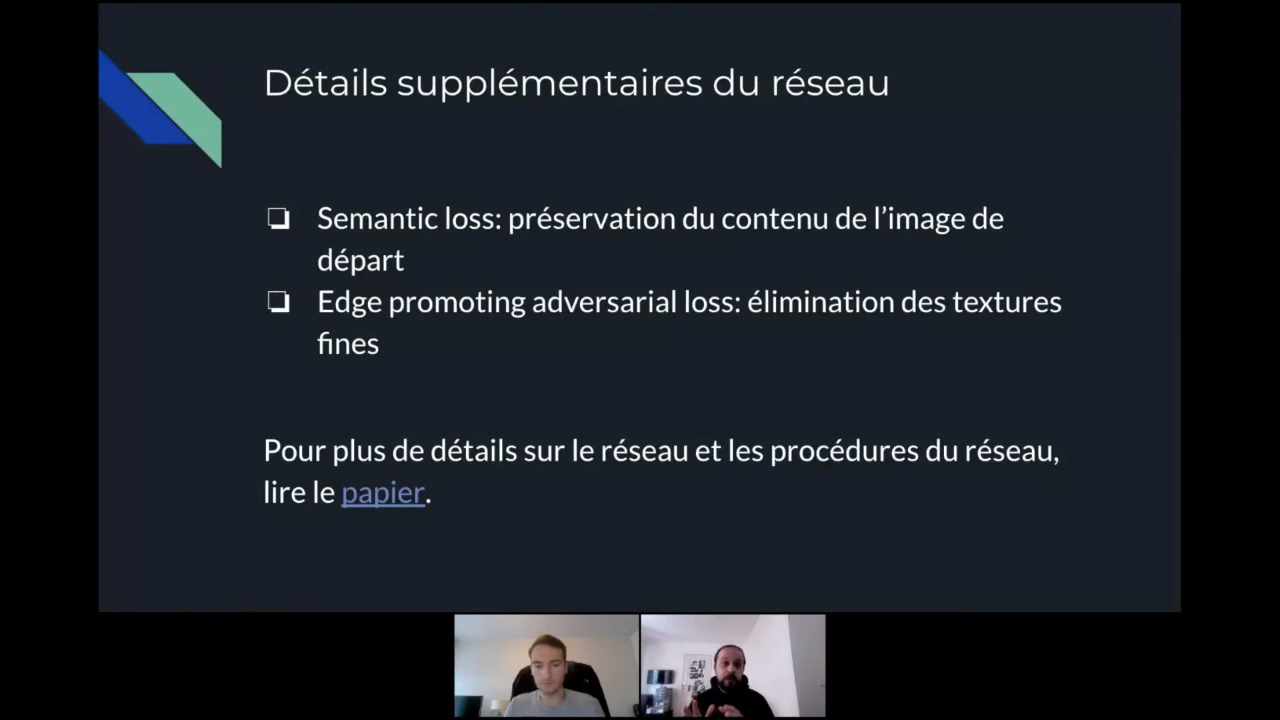 Détails supplémentaires du réseau
Semantic loss: préservation du contenu de l’image de
départ
Edge promoting adversarial loss: élimination des textures
fines
Pour plus de détails sur le réseau et les procédures du réseau,
lire le papier.